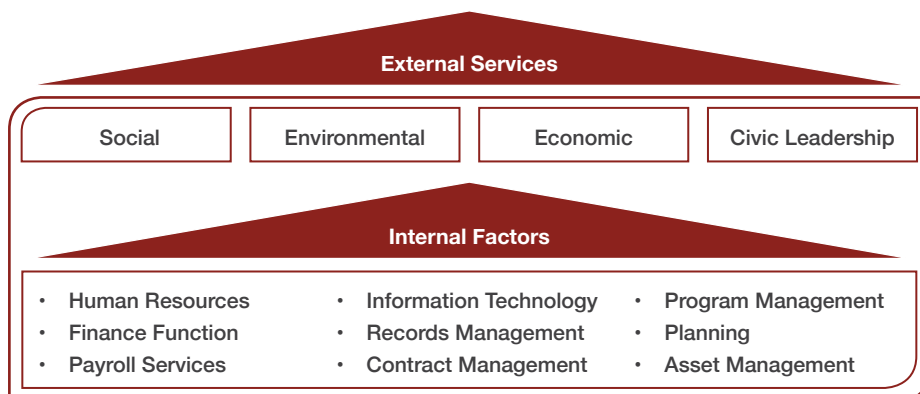 External Services
Social
Environmental
Economic
Civic Leadership
Internal Factors
• Human Resources
• Finance Function
• Payroll Services
• Information Technology
• Records Management
• Contract Management
• Program Management
• Planning
• Asset Management